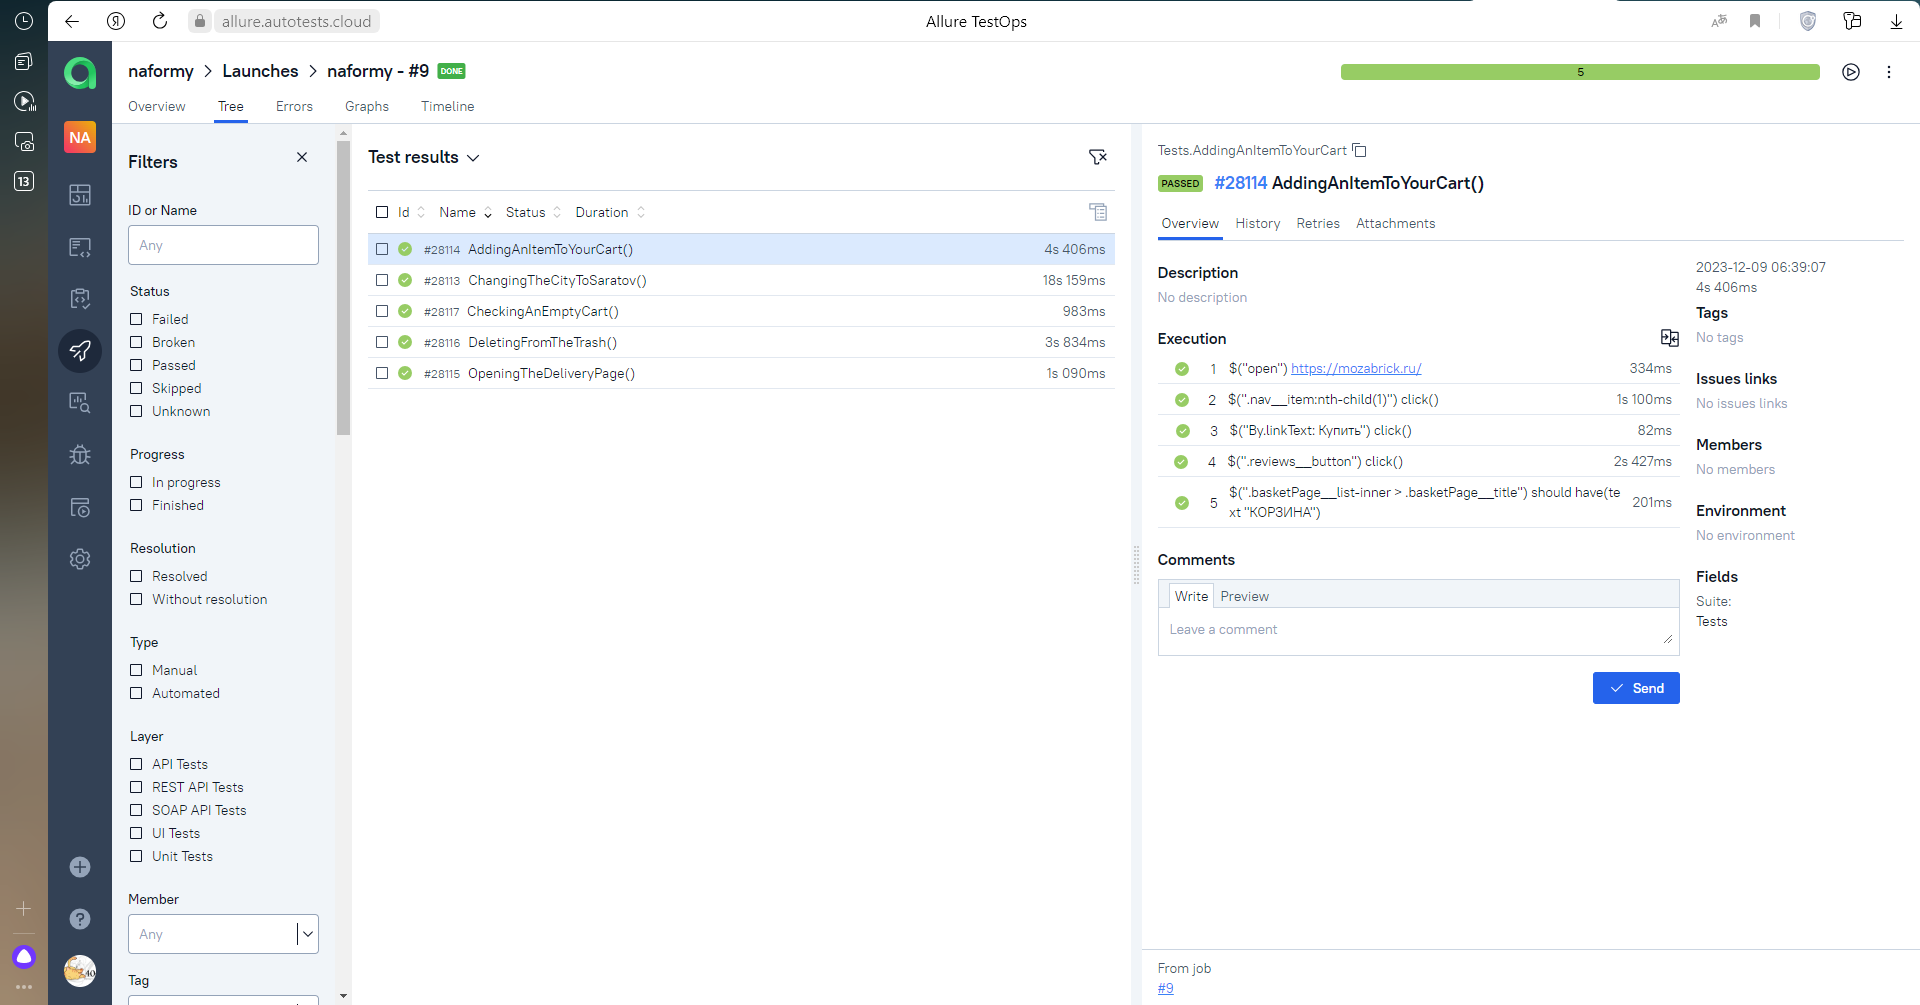 allure.autotests.cloud
Allure TestOps
13
naformy > Launches > naformy - #9 DONE
5
Overview Tree Errors Graphs Timeline
NA
Filters
ID or Name
Any
Status
Failed
Broken
Passed
Skipped
Unknown
Progress
In progress
Finished
Resolution
Resolved
Without resolution
Type
Manual
Automated
Layer
API Tests
REST API Tests
SOAP API Tests
UI Tests
Unit Tests
Member
Any
Tag
Test results
Id Name Status Duration
#28114 AddingAnItemToYourCart() 4s 406ms
#28113 ChangingTheCityToSaratov() 18s 159ms
#28117 CheckingAnEmptyCart() 983ms
#28116 DeletingFromTheTrash() 3s 834ms
#28115 OpeningTheDeliveryPage() 1s 090ms
Tests.AddingAnItemToYourCart
PASSED #28114 AddingAnItemToYourCart()
Overview History Retries Attachments
Description
No description
Execution
1 $("open") https://mozabrick.ru/ 334ms
2 $(".nav__item:nth-child(1)") click() 1s 100ms
3 $("By.linkText: Купить") click() 82ms
4 $(".reviews__button") click() 2s 427ms
5 $(".basketPage__list-inner > .basketPage__title") should have(te
xt "КОРЗИНА") 201ms
Comments
Write Preview
Leave a comment
Send
2023-12-09 06:39:07
4s 406ms
Tags
No tags
Issues links
No issues links
Members
No members
Environment
No environment
Fields
Suite:
Tests
From job
#9